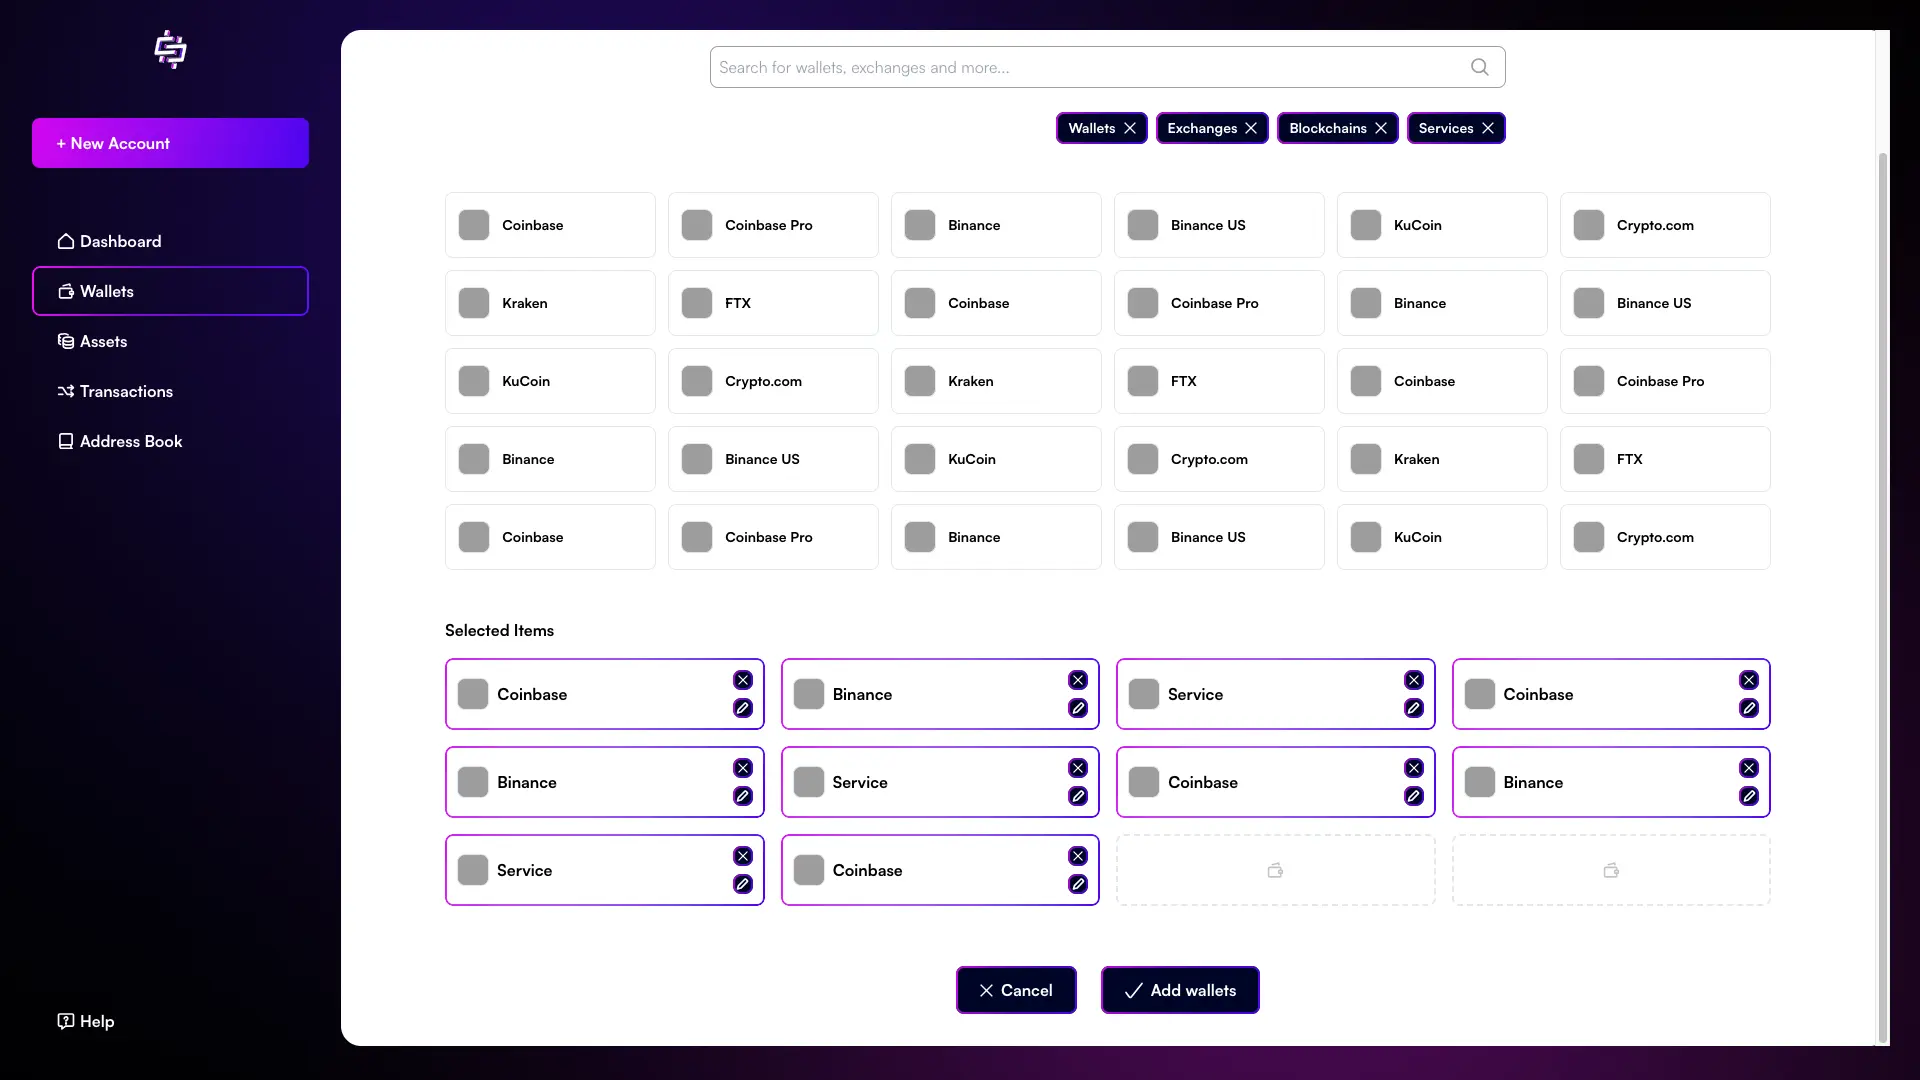 Search for wallets, exchanges and more...
+ New Account
Wallets
Exchanges
Blockchains
Services
Dashboard
Wallets
Assets
Transactions
Address Book
Help
Coinbase
Coinbase Pro
Binance
Binance US
KuCoin
Crypto.com
Kraken
FTX
Coinbase
Coinbase Pro
Binance
Binance US
KuCoin
Crypto.com
Kraken
FTX
Coinbase
Coinbase Pro
Binance
Binance US
KuCoin
Crypto.com
Kraken
FTX
Coinbase
Coinbase Pro
Binance
Binance US
KuCoin
Crypto.com
Selected Items
Coinbase
Binance
Service
Coinbase
Binance
Service
Coinbase
Binance
Service
Coinbase
Cancel
Add wallets